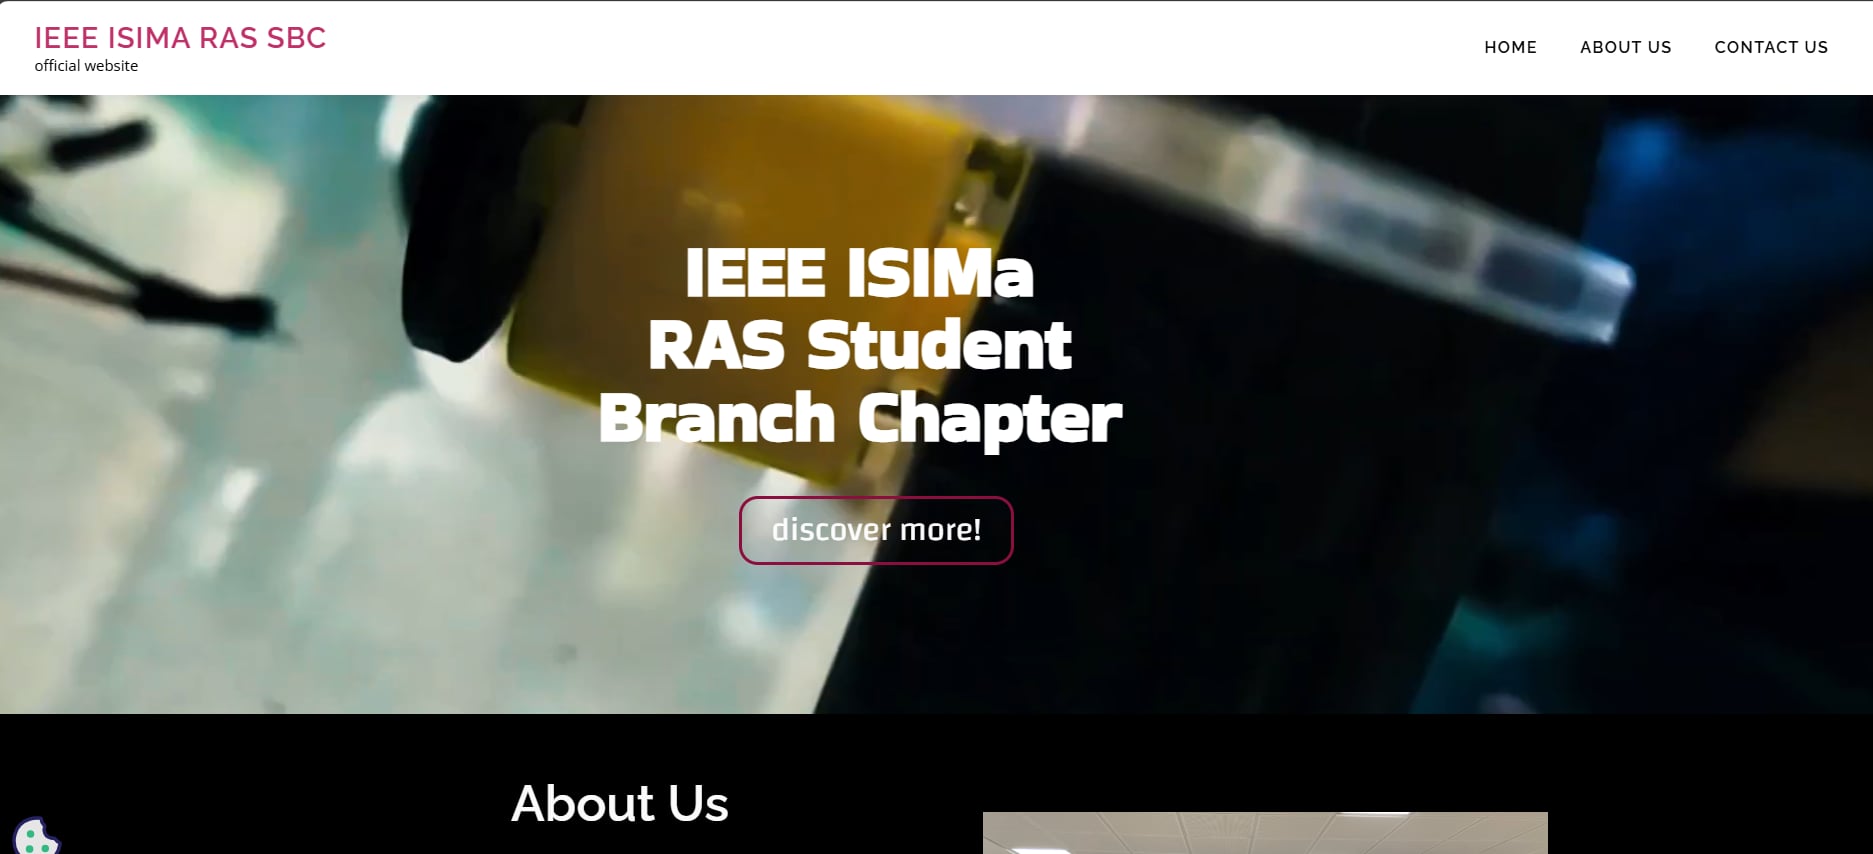 IEEE ISIMA RAS SBC
official website
HOME ABOUT US CONTACT US
IEEE ISIMa
RAS Student
Branch Chapter
discover more!
About Us